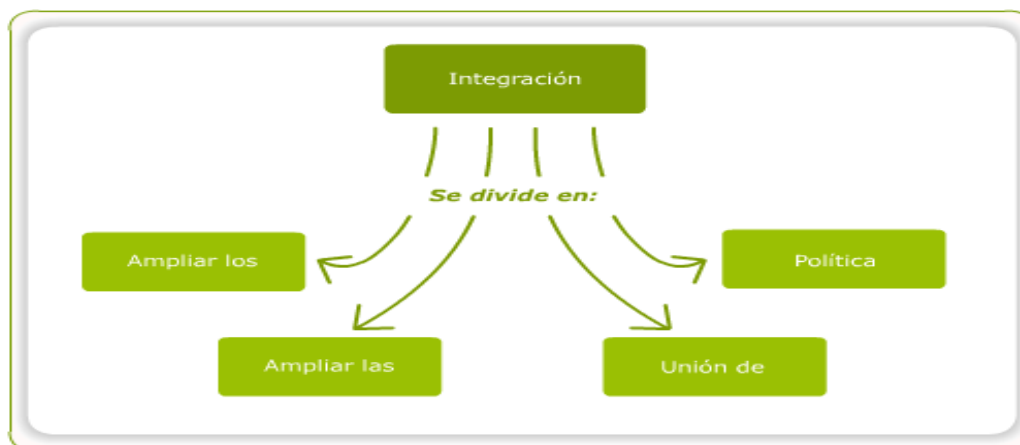 Integración
Se divide en:
Ampliar los
Política
Ampliar las
Unión de